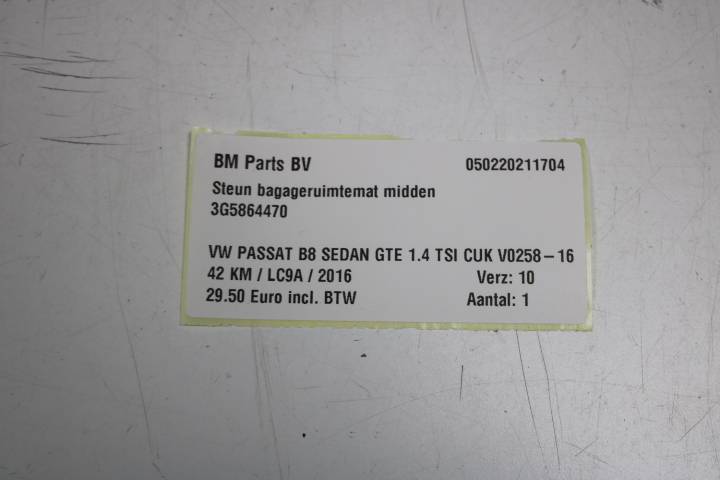 BM Parts BV 050220211704
Steun bagageruimtemat midden
3G5864470
VW PASSAT B8 SEDAN GTE 1.4 TSI CUK V0258-16
42 KM / LC9A / 2016 Verz: 10
29.50 Euro incl. BTW Aantal: 1